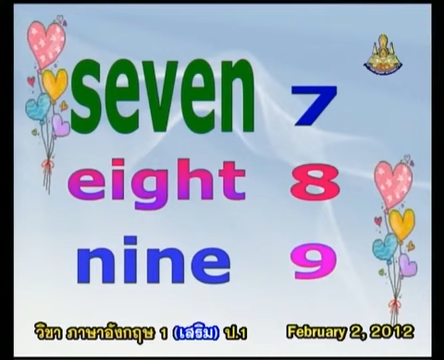 seven 7
eight 8
nine 9
วิชา ภาษาอังกฤษ 1 (เสริม) ป.1 February 2, 2012